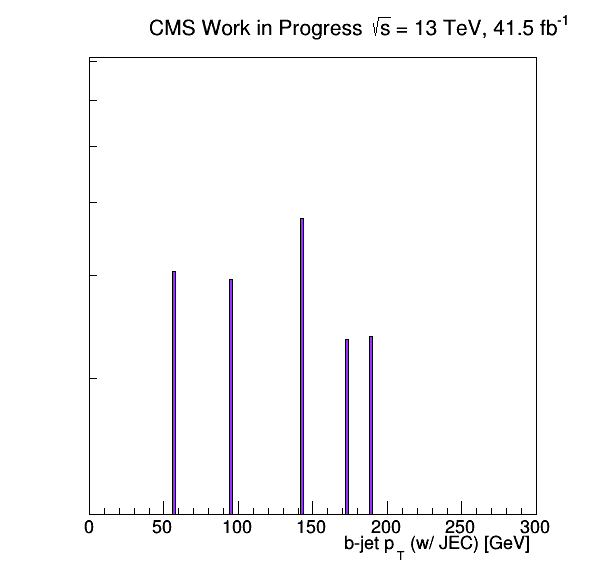 CMS Work in Progress √s = 13 TeV, 41.5 fb⁻¹
0 50 100 150 200 250 300
b-jet p_T (w/ JEC) [GeV]